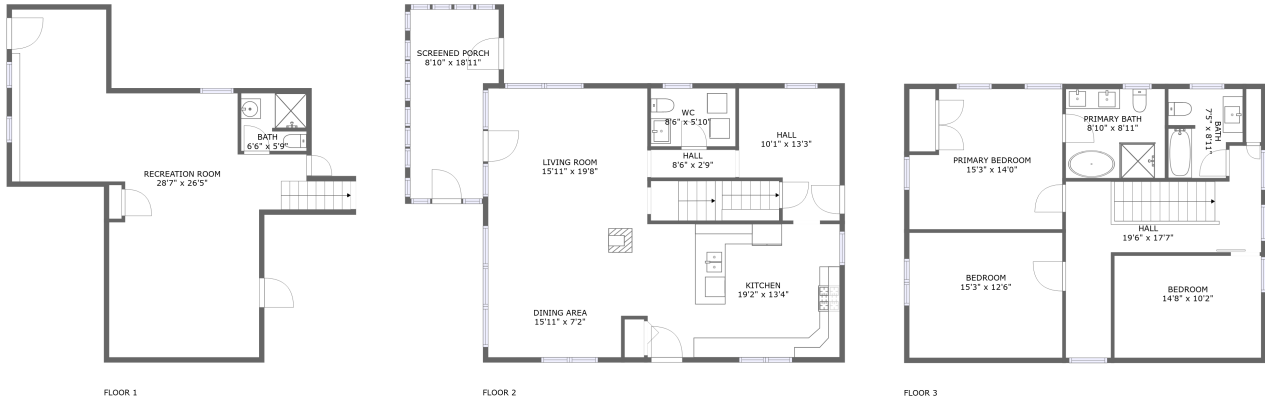 RECREATION ROOM
28'7" x 26'5"
BATH
6'6" x 5'9"
FLOOR 1
SCREENED PORCH
8'10" x 18'11"
LIVING ROOM
15'11" x 19'8"
WC
8'6" x 5'10"
HALL
8'6" x 2'9"
HALL
10'1" x 13'3"
KITCHEN
19'2" x 13'4"
DINING AREA
15'11" x 7'2"
FLOOR 2
PRIMARY BEDROOM
15'3" x 14'0"
PRIMARY BATH
8'10" x 8'11"
BATH
7'5" x 8'11"
HALL
19'6" x 17'7"
BEDROOM
15'3" x 12'6"
BEDROOM
14'8" x 10'2"
FLOOR 3